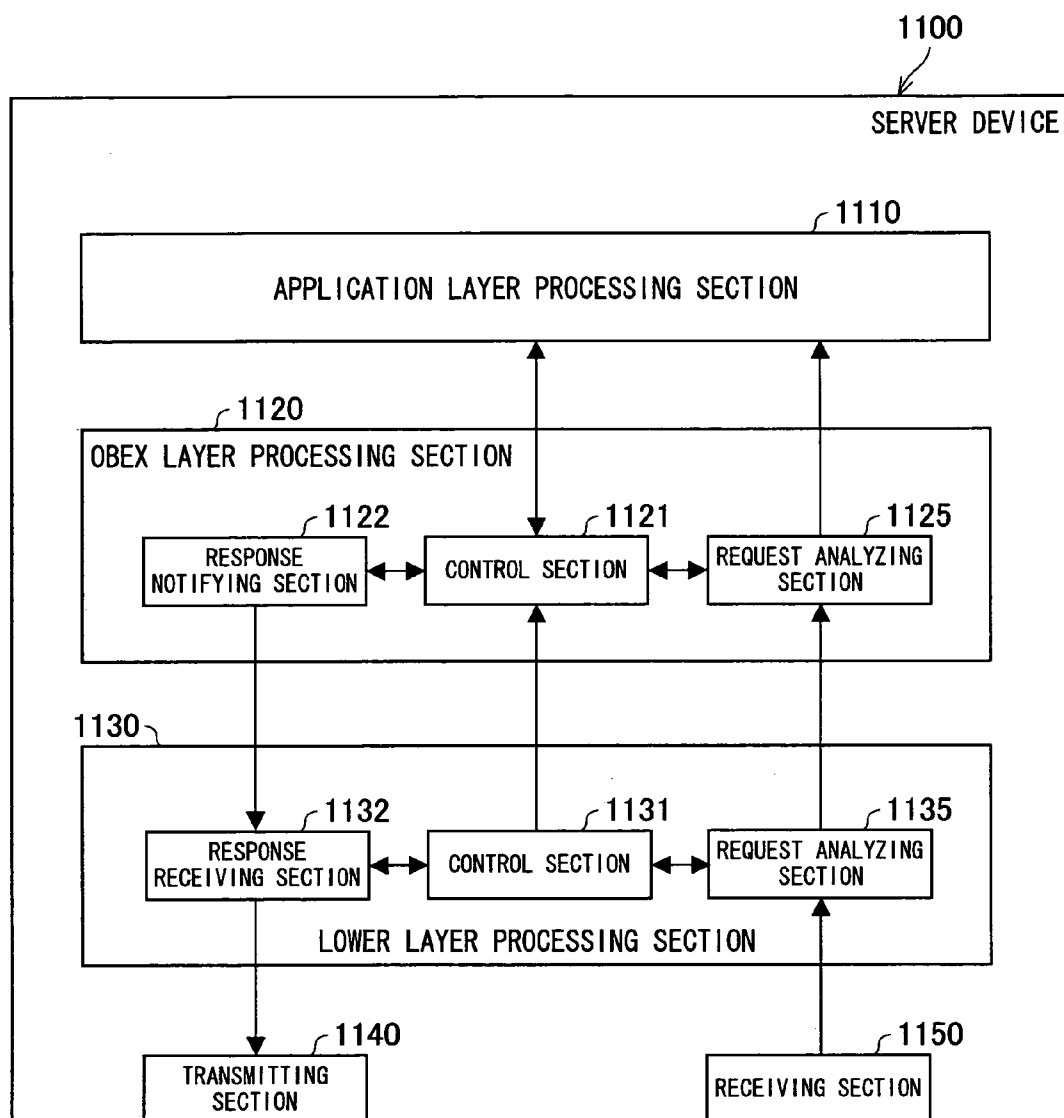 1100
SERVER DEVICE
1110
APPLICATION LAYER PROCESSING SECTION
1120
OBEX LAYER PROCESSING SECTION
1122
RESPONSE
NOTIFYING SECTION
1121
CONTROL SECTION
1125
REQUEST ANALYZING
SECTION
1130
1132
RESPONSE
RECEIVING SECTION
1131
CONTROL SECTION
1135
REQUEST ANALYZING
SECTION
LOWER LAYER PROCESSING SECTION
1140
TRANSMITTING
SECTION
1150
RECEIVING SECTION